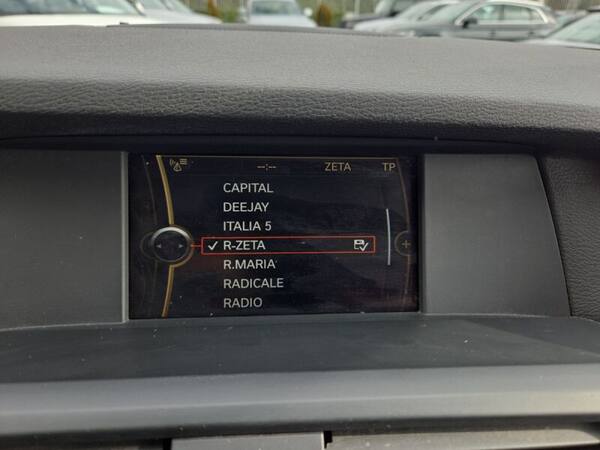 --:-- ZETA TP
CAPITAL
DEEJAY
ITALIA 5
R-ZETA
R.MARIA
RADICALE
RADIO